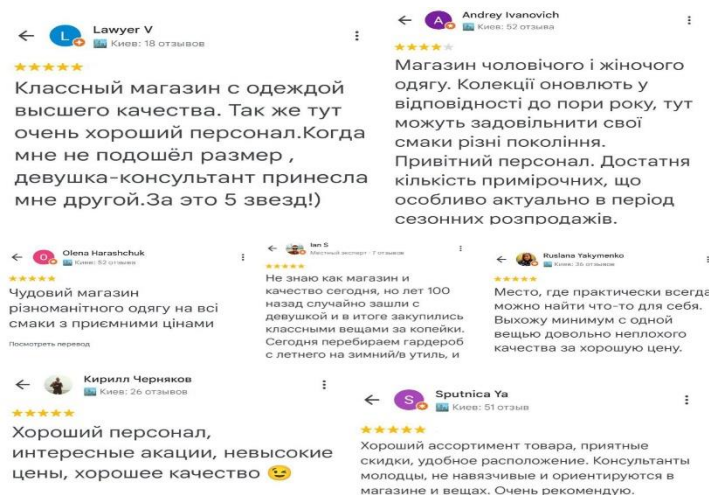 Lawyer V
Киев: 18 отзывов
Классный магазин с одеждой
высшего качества. Так же тут
очень хороший персонал.Когда
мне не подошёл размер ,
девушка-консультант принесла
мне другой.За это 5 звезд!)
Andrey Ivanovich
Киев: 52 отзыва
Магазин чоловічого і жіночого
одягу. Колекції оновлють у
відповідності до пори року, тут
можуть задовільнити свої
смаки різні покоління.
Привітний персонал. Достатня
кількість примірочних, що
особливо актуально в період
сезонних розпродажів.
Olena Harashchuk
Киев: 52 отзыва
Чудовий магазин
різноманітного одягу на всі
смаки з приємними цінами
Посмотреть перевод
Ian S
Местный эксперт · 7 отзывов
Не знаю как магазин и
качество сегодня, но лет 100
назад случайно зашли с
девушкой и в итоге закупились
классными вещами за копейки.
Сегодня перебираем гардероб
с летнего на зимний/в утиль, и
Ruslana Yakymenko
Киев: 36 отзывов
Место, где практически всегда
можно найти что-то для себя.
Выхожу минимум с одной
вещью довольно неплохого
качества за хорошую цену.
Кирилл Черняков
Киев: 26 отзывов
Хороший персонал,
интересные акации, невысокие
цены, хорошее качество 😉
Sputnica Ya
Киев: 51 отзыв
Хороший ассортимент товара, приятные
скидки, удобное расположение. Консультанты
молодцы, не навязчивые и ориентируются в
магазине и вещах. Очень рекомендую.